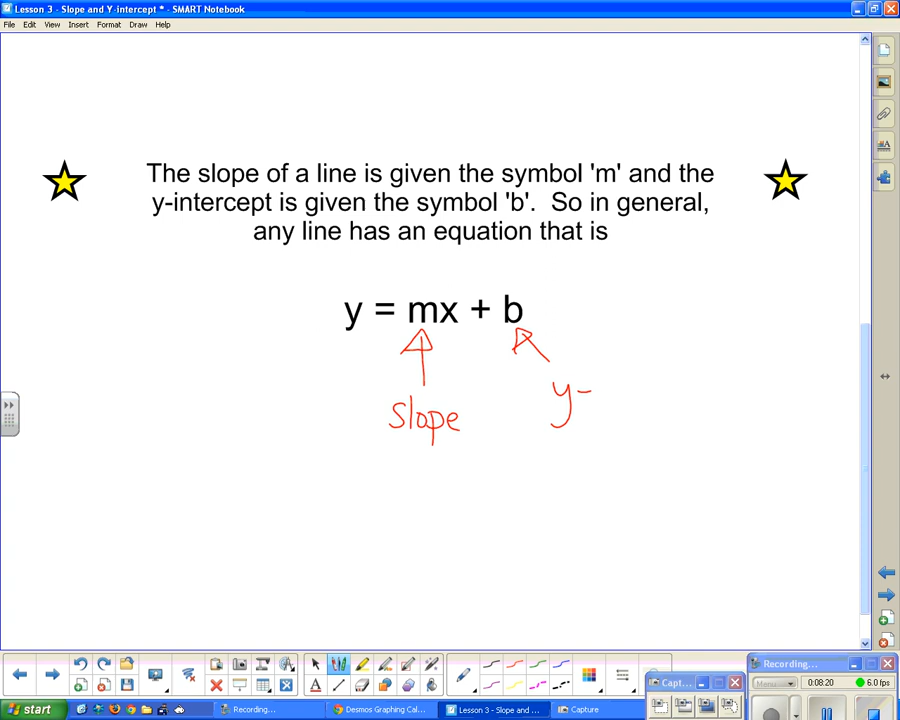 Lesson 3 - Slope and Y-intercept * - SMART Notebook
File Edit View Insert Format Draw Help
The slope of a line is given the symbol 'm' and the
y-intercept is given the symbol 'b'. So in general,
any line has an equation that is
y = mx + b
slope
y-
Recording...
Capt...
Menu
0:08:20
6.0 fps
start
Recording...
Desmos Graphing Cal...
Lesson 3 - Slope and ...
Capture